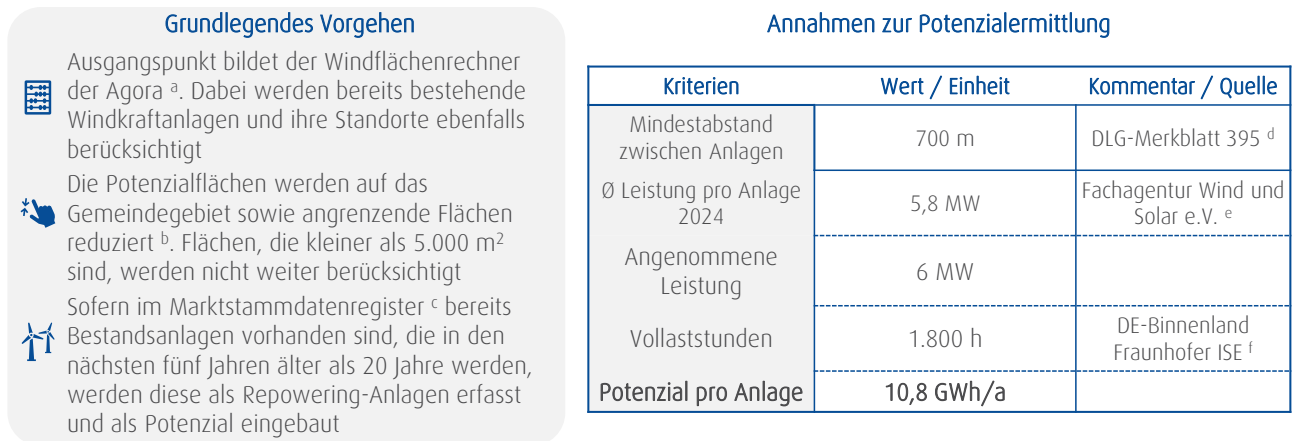 Grundlegendes Vorgehen
Ausgangspunkt bildet der Windflächenrechner
der Agora ᵃ. Dabei werden bereits bestehende
Windkraftanlagen und ihre Standorte ebenfalls
berücksichtigt
Die Potenzialflächen werden auf das
Gemeindegebiet sowie angrenzende Flächen
reduziert ᵇ. Flächen, die kleiner als 5.000 m²
sind, werden nicht weiter berücksichtigt
Sofern im Marktstammdatenregister ᶜ bereits
Bestandsanlagen vorhanden sind, die in den
nächsten fünf Jahren älter als 20 Jahre werden,
werden diese als Repowering-Anlagen erfasst
und als Potenzial eingebaut
Annahmen zur Potenzialermittlung
Kriterien Wert / Einheit Kommentar / Quelle
Mindestabstand
zwischen Anlagen
700 m
DLG-Merkblatt 395 ᵈ
Ø Leistung pro Anlage
2024
5,8 MW
Fachagentur Wind und
Solar e.V. ᵉ
Angenommene
Leistung
6 MW
Vollaststunden
1.800 h
DE-Binnenland
Fraunhofer ISE ᶠ
Potenzial pro Anlage 10,8 GWh/a